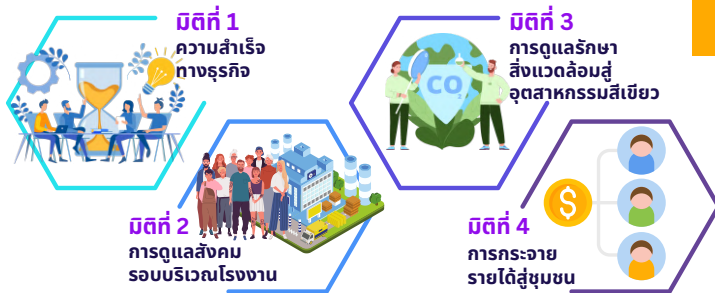 มิติที่ 1
ความสำเร็จ
ทางธุรกิจ
มิติที่ 2
การดูแลสังคม
รอบบริเวณโรงงาน
มิติที่ 3
การดูแลรักษา
สิ่งแวดล้อมสู่
อุตสาหกรรมสีเขียว
CO2
มิติที่ 4
การกระจาย
รายได้สู่ชุมชน
$